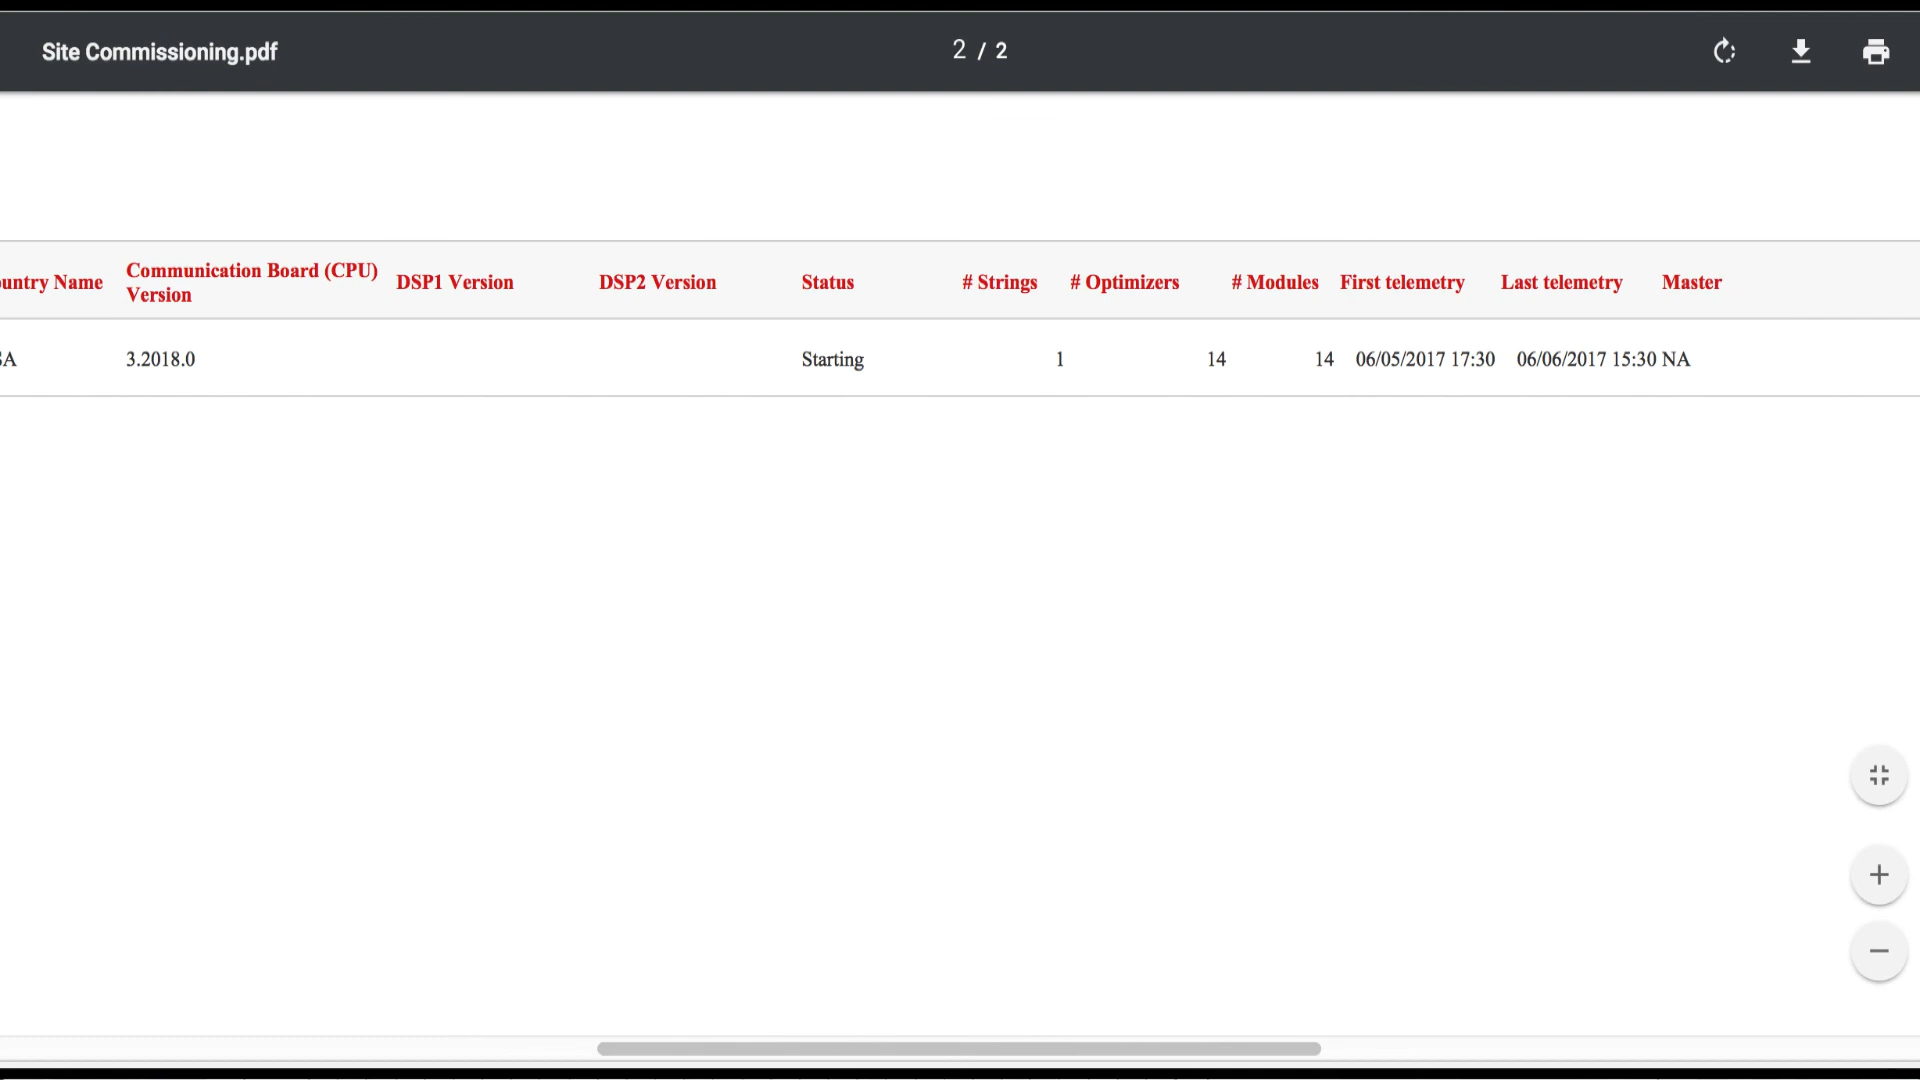 Site Commissioning.pdf
2 / 2
untry Name Communication Board (CPU) Version DSP1 Version DSP2 Version Status # Strings # Optimizers # Modules First telemetry Last telemetry Master
SA 3.2018.0 Starting 1 14 14 06/05/2017 17:30 06/06/2017 15:30 NA